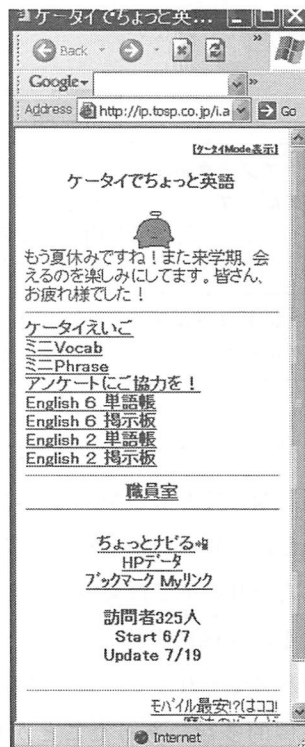 ケータイでちょっと英...
Back
Google
Address http://ip.tosp.co.jp/i.a Go
[ケータイMode表示]
ケータイでちょっと英語
もう夏休みですね！また来学期、会
えるのを楽しみにしてます。皆さん、
お疲れ様でした！
ケータイえいご
ミニVocab
ミニPhrase
アンケートにご協力を！
English 6 単語帳
English 6 掲示板
English 2 単語帳
English 2 掲示板
職員室
ちょっとナビる
HPデータ
ブックマーク Myリンク
訪問者325人
Start 6/7
Update 7/19
モバイル最安!?(はココ!
Internet